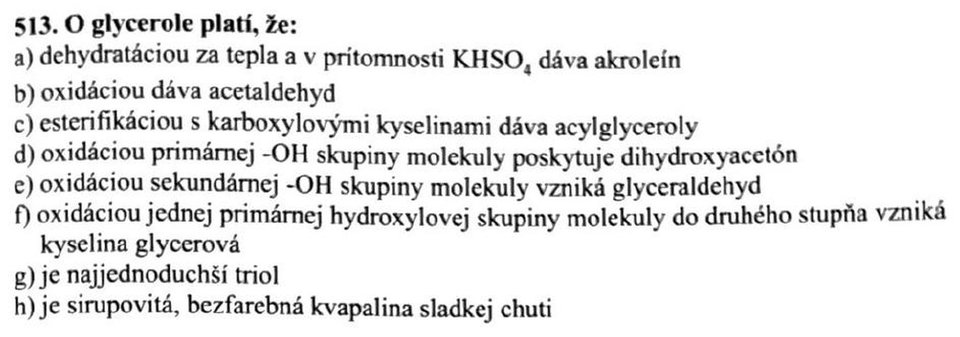 513. O glycerole platí, že:
a) dehydratáciou za tepla a v prítomnosti KHSO₄ dáva akroleín
b) oxidáciou dáva acetaldehyd
c) esterifikáciou s karboxylovými kyselinami dáva acylglyceroly
d) oxidáciou primárnej -OH skupiny molekuly poskytuje dihydroxyacetón
e) oxidáciou sekundárnej -OH skupiny molekuly vzniká glyceraldehyd
f) oxidáciou jednej primárnej hydroxylovej skupiny molekuly do druhého stupňa vzniká
kyselina glycerová
g) je najjednoduchší triol
h) je sirupovitá, bezfarebná kvapalina sladkej chuti